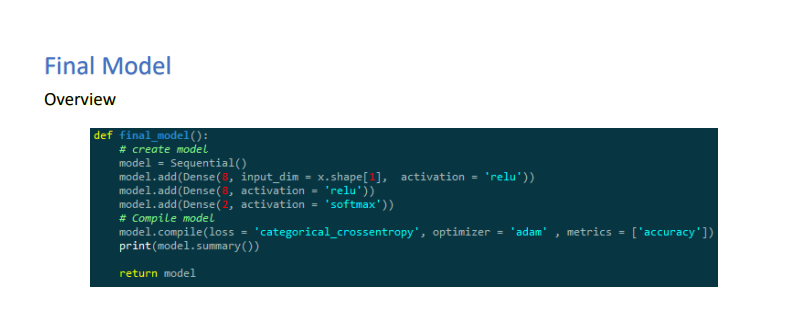 Final Model
Overview
def final_model():
    # create model
    model = Sequential()
    model.add(Dense(8, input_dim = x.shape[1],  activation = 'relu'))
    model.add(Dense(8, activation = 'relu'))
    model.add(Dense(2, activation = 'softmax'))
    # Compile model
    model.compile(loss = 'categorical_crossentropy', optimizer = 'adam' , metrics = ['accuracy'])
    print(model.summary())
    return model